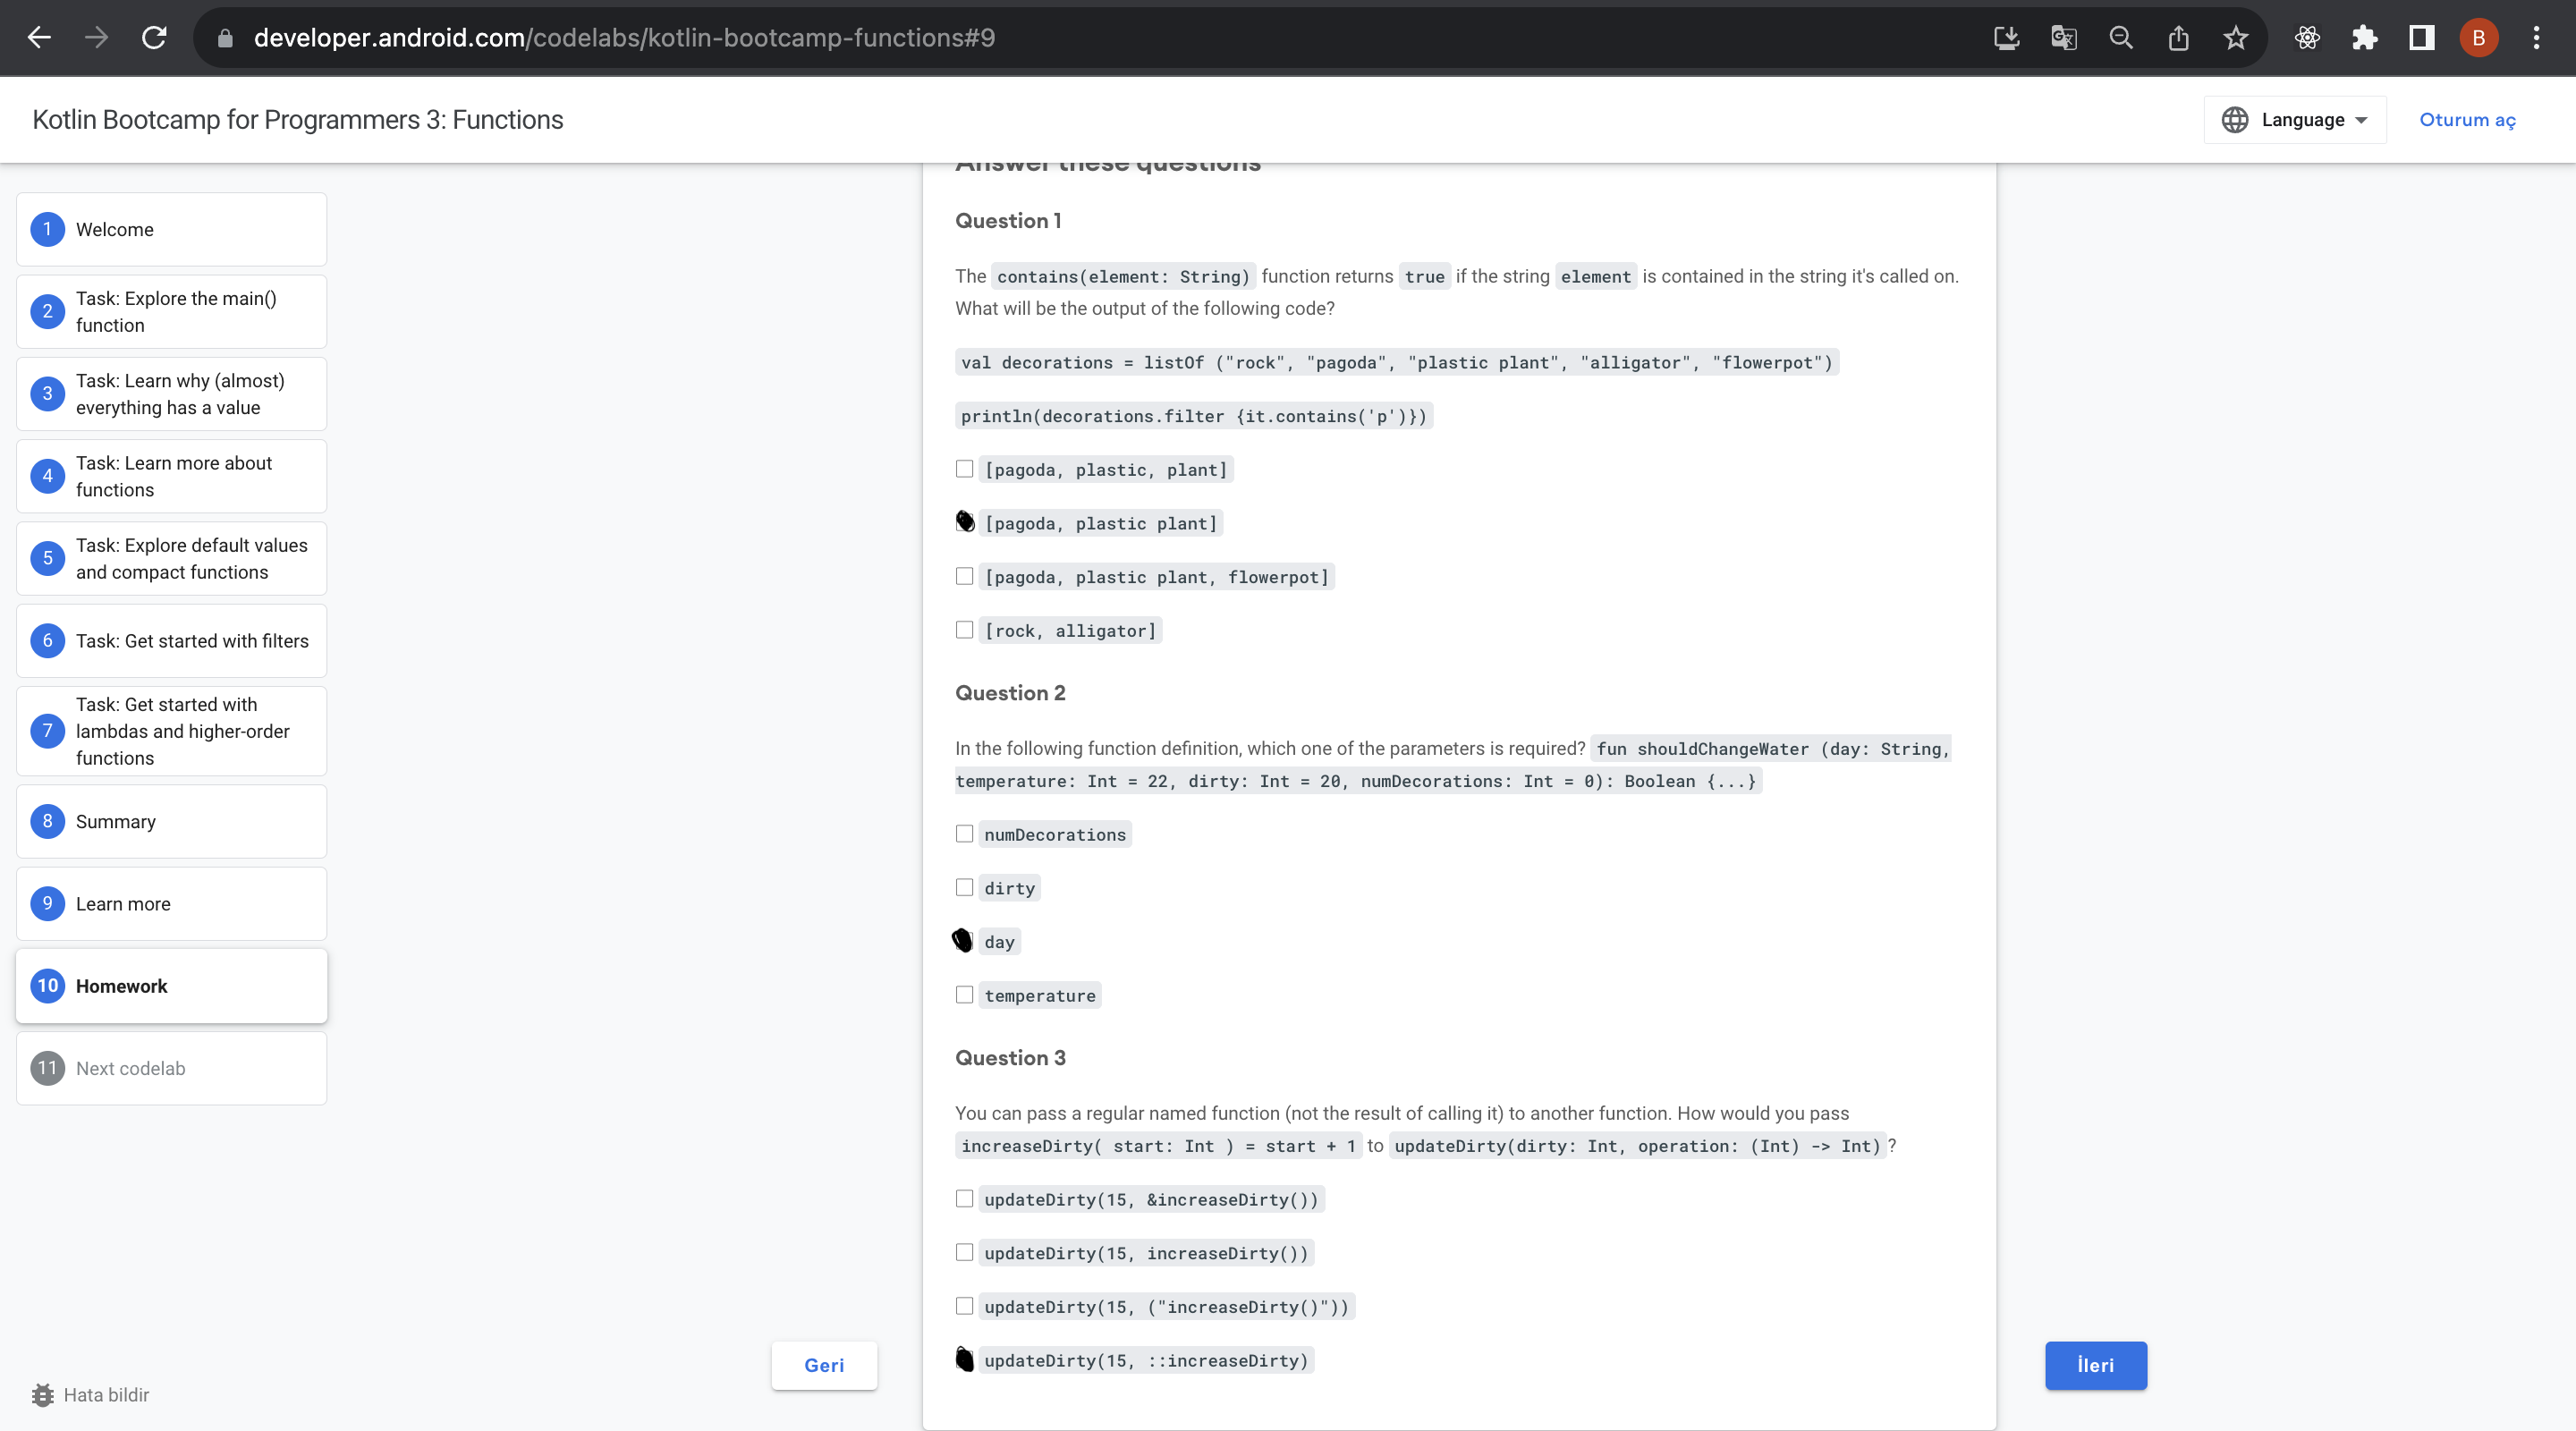 developer.android.com/codelabs/kotlin-bootcamp-functions#9
B
Kotlin Bootcamp for Programmers 3: Functions
Language
Oturum aç
1 Welcome
2 Task: Explore the main()
function
3 Task: Learn why (almost)
everything has a value
4 Task: Learn more about
functions
5 Task: Explore default values
and compact functions
6 Task: Get started with filters
7 Task: Get started with
lambdas and higher-order
functions
8 Summary
9 Learn more
10 Homework
11 Next codelab
Hata bildir
Answer these questions
Question 1
The contains(element: String) function returns true if the string element is contained in the string it's called on.
What will be the output of the following code?
val decorations = listOf ("rock", "pagoda", "plastic plant", "alligator", "flowerpot")
println(decorations.filter {it.contains('p')})
[pagoda, plastic, plant]
[pagoda, plastic plant]
[pagoda, plastic plant, flowerpot]
[rock, alligator]
Question 2
In the following function definition, which one of the parameters is required? fun shouldChangeWater (day: String,
temperature: Int = 22, dirty: Int = 20, numDecorations: Int = 0): Boolean {...}
numDecorations
dirty
day
temperature
Question 3
You can pass a regular named function (not the result of calling it) to another function. How would you pass
increaseDirty( start: Int ) = start + 1 to updateDirty(dirty: Int, operation: (Int) -> Int)?
updateDirty(15, &increaseDirty())
updateDirty(15, increaseDirty())
updateDirty(15, ("increaseDirty()"))
updateDirty(15, ::increaseDirty)
Geri
İleri